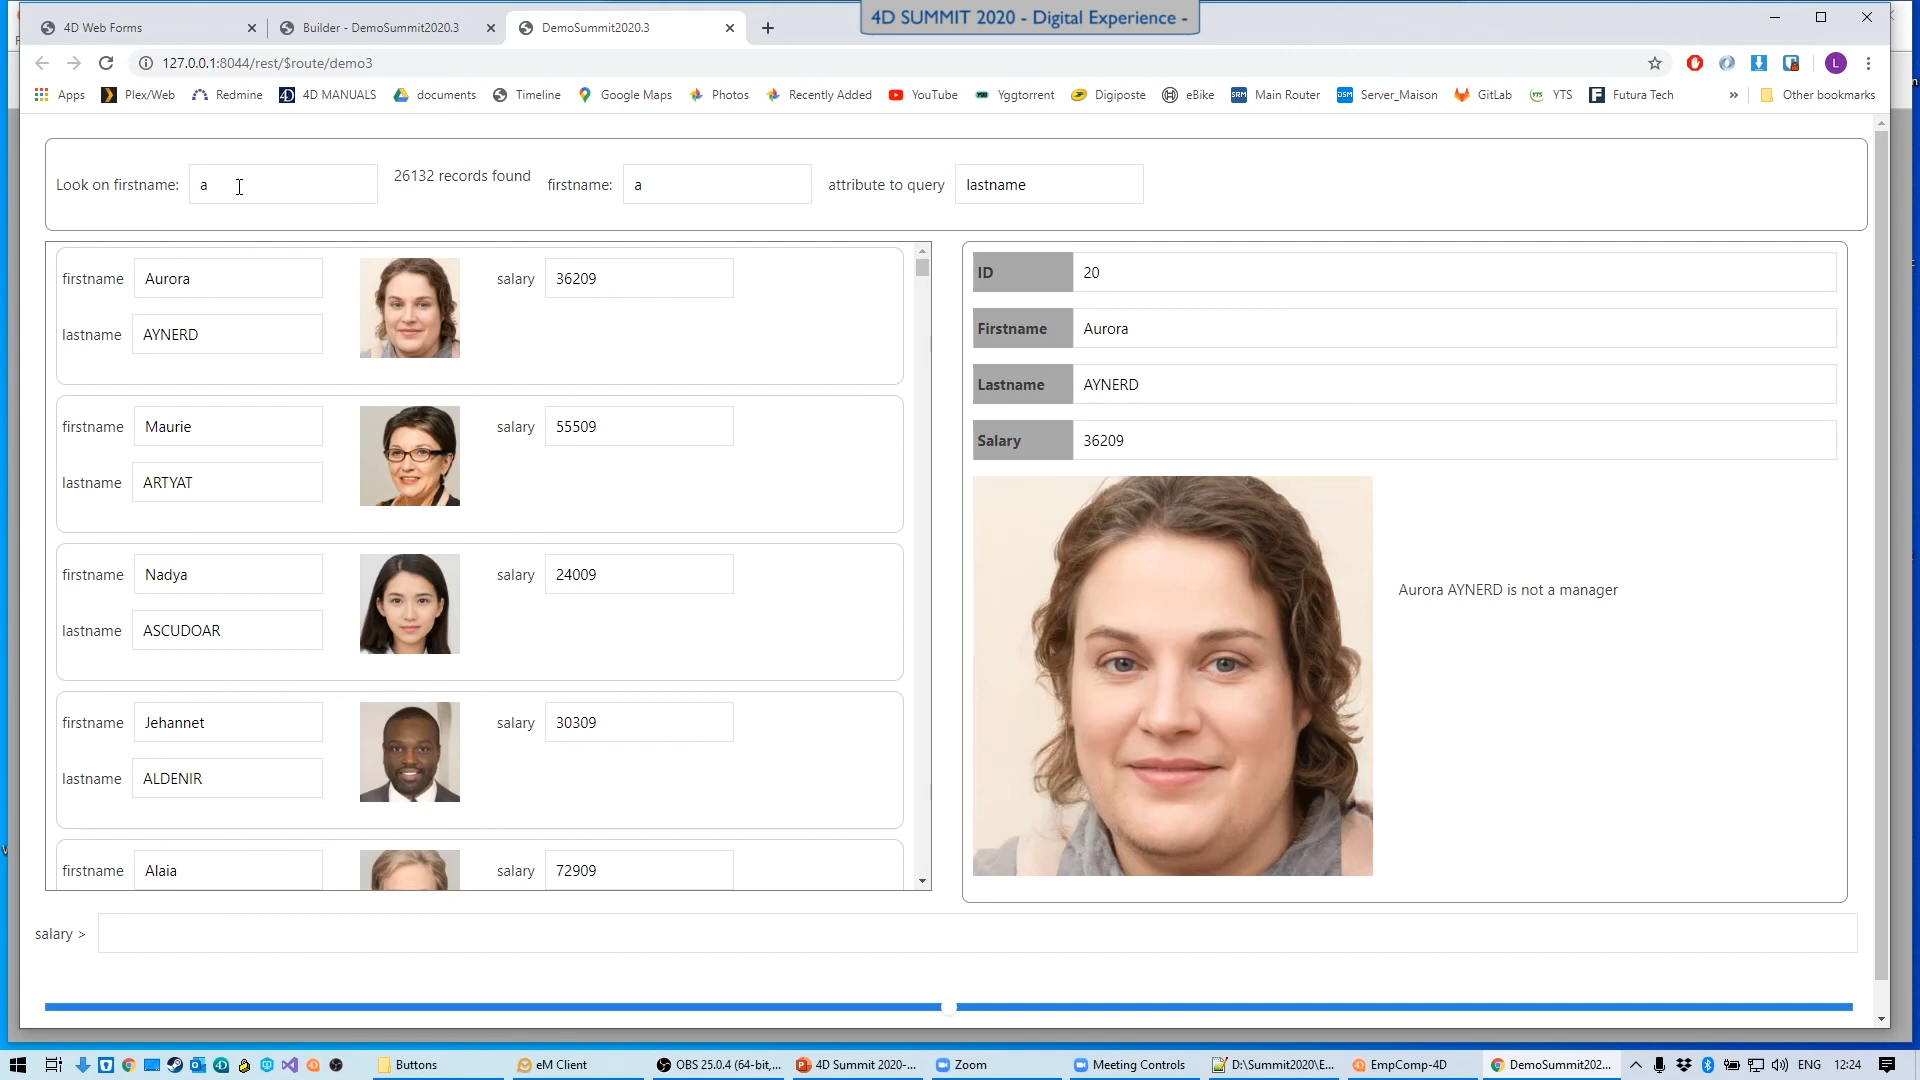 4D SUMMIT 2020 - Digital Experience -
4D Web Forms
Builder - DemoSummit2020.3
DemoSummit2020.3
127.0.0.1:8044/rest/$route/demo3
L
Apps
Plex/Web
Redmine
4D MANUALS
documents
Timeline
Google Maps
Photos
Recently Added
YouTube
Yggtorrent
Digiposte
eBike
Main Router
Server_Maison
GitLab
YTS
Futura Tech
»
Other bookmarks
Look on firstname: a
26132 records found
firstname: a
attribute to query lastname
firstname Aurora
salary 36209
lastname AYNERD
firstname Maurie
salary 55509
lastname ARTYAT
firstname Nadya
salary 24009
lastname ASCUDOAR
firstname Jehannet
salary 30309
lastname ALDENIR
firstname Alaia
salary 72909
ID 20
Firstname Aurora
Lastname AYNERD
Salary 36209
Aurora AYNERD is not a manager
salary >
Buttons
eM Client
OBS 25.0.4 (64-bit,...
4D Summit 2020-...
Zoom
Meeting Controls
D:\Summit2020\E...
EmpComp-4D
DemoSummit202...
ENG
12:24